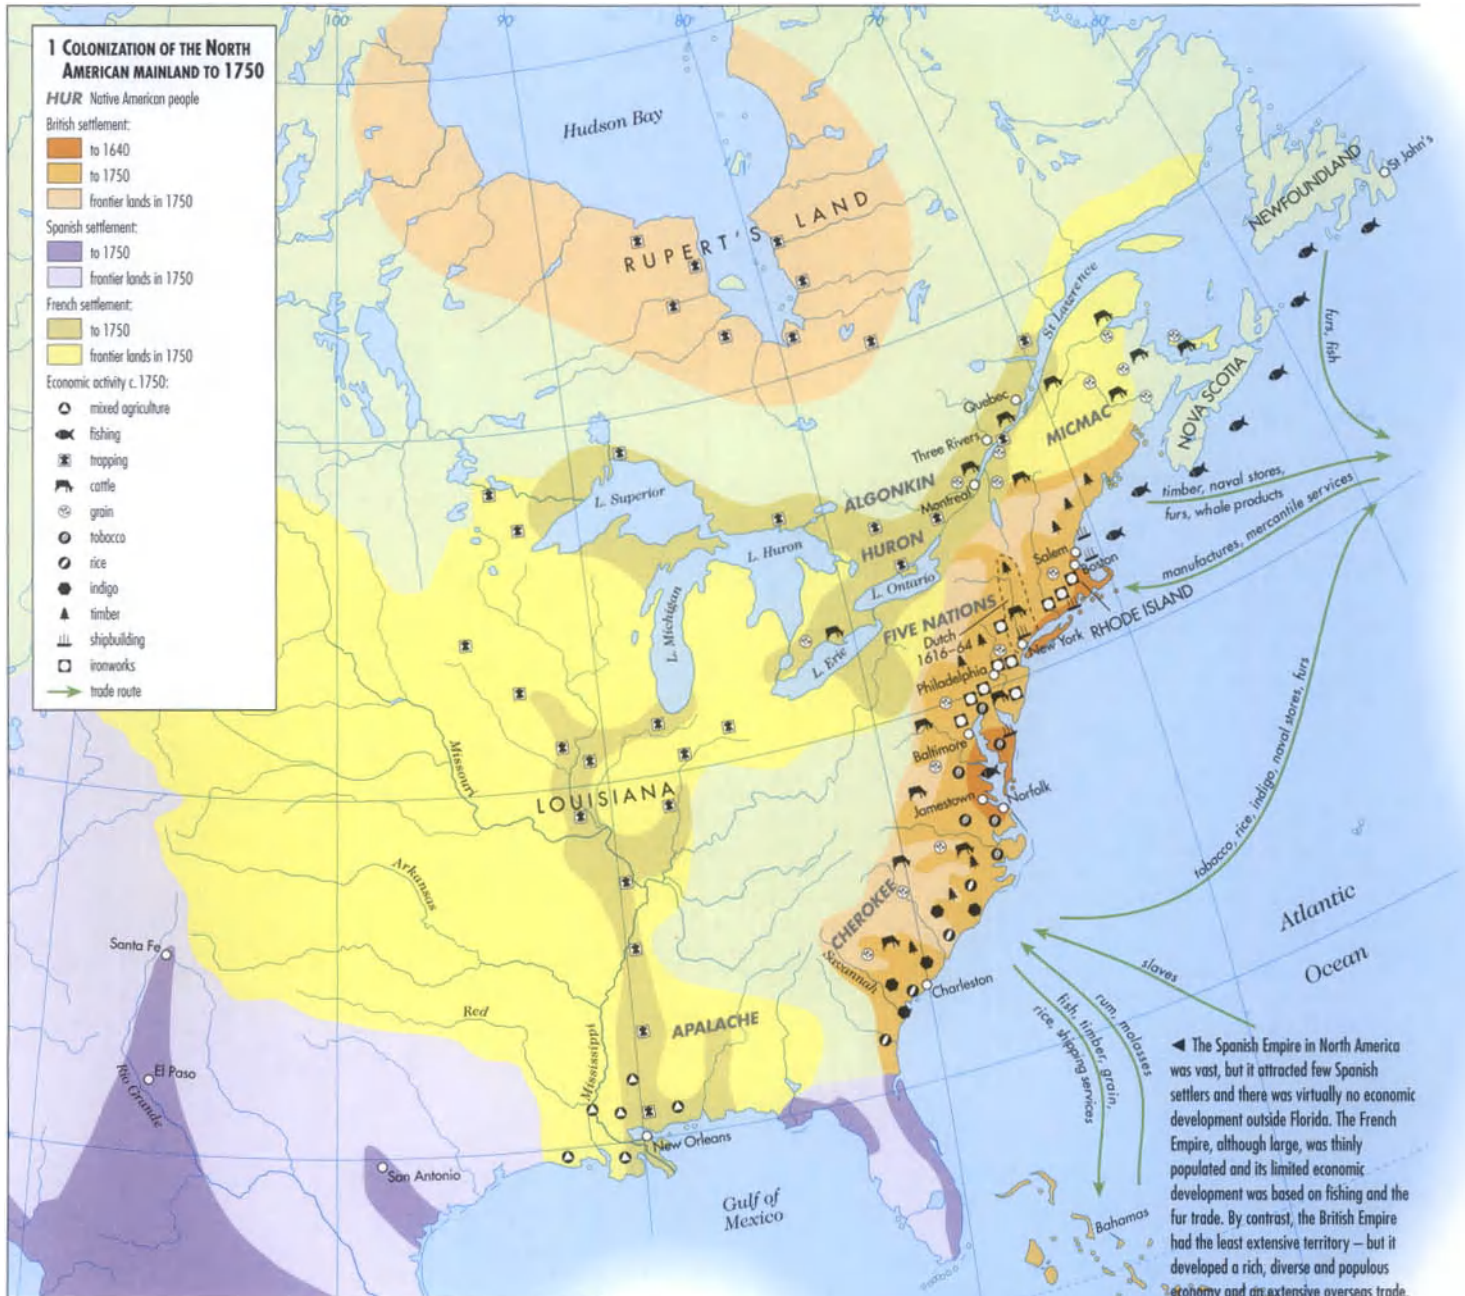 100°
90°
80°
70°
60°
1 COLONIZATION OF THE NORTH
AMERICAN MAINLAND TO 1750
HUR Native American people
British settlement:
to 1640
to 1750
frontier lands in 1750
Spanish settlement:
to 1750
frontier lands in 1750
French settlement:
to 1750
frontier lands in 1750
Economic activity c. 1750:
mixed agriculture
fishing
trapping
cattle
grain
tobacco
rice
indigo
timber
shipbuilding
ironworks
trade route
Hudson Bay
RUPERT'S LAND
NEWFOUNDLAND
St John's
St Lawrence
furs, fish
Quebec
MICMAC
NOVA SCOTIA
Three Rivers
ALGONKIN
Montreal
L. Superior
HURON
L. Huron
L. Ontario
L. Michigan
L. Erie
timber, naval stores,
furs, whale products
manufactures, mercantile services
Salem
Boston
RHODE ISLAND
FIVE NATIONS
Dutch
1616–64
New York
Philadelphia
Baltimore
Jamestown
Norfolk
Missouri
LOUISIANA
Arkansas
tobacco, rice, indigo, naval stores, furs
CHEROKEE
Savannah
Charleston
Atlantic
Ocean
slaves
rum, molasses
fish, timber, grain,
rice, shipping services
Santa Fe
Red
Mississippi
APALACHE
El Paso
Rio Grande
San Antonio
New Orleans
Gulf of
Mexico
Bahamas
◄ The Spanish Empire in North America
was vast, but it attracted few Spanish
settlers and there was virtually no economic
development outside Florida. The French
Empire, although large, was thinly
populated and its limited economic
development was based on fishing and the
fur trade. By contrast, the British Empire
had the least extensive territory – but it
developed a rich, diverse and populous
economy and an extensive overseas trade.